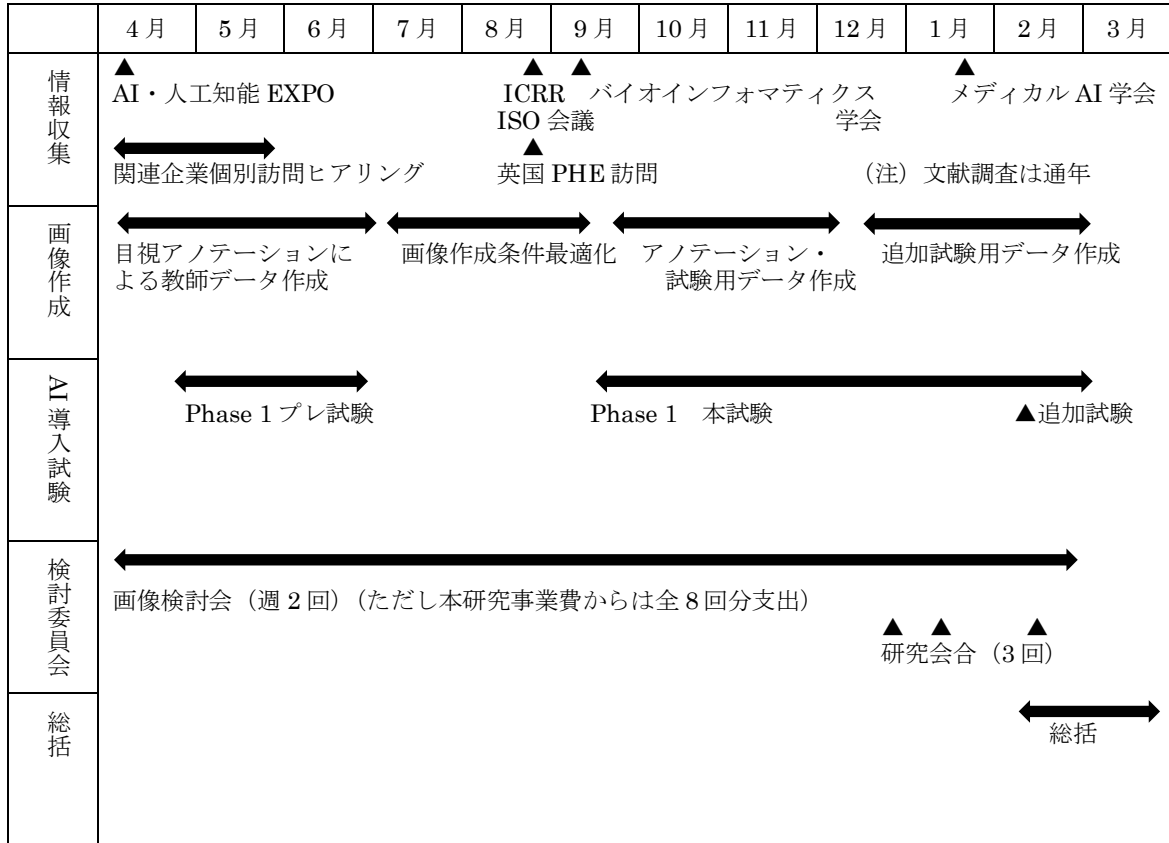 4 月 5 月 6 月 7 月 8 月 9 月 10 月 11 月 12 月 1 月 2 月 3 月
情報収集
▲ ▲ ▲ ▲
AI・人工知能 EXPO ICRR バイオインフォマティクス メディカル AI 学会
ISO 会議 学会
▲
関連企業個別訪問ヒアリング 英国 PHE 訪問 （注）文献調査は通年
画像作成
目視アノテーションに 画像作成条件最適化 アノテーション・ 追加試験用データ作成
よる教師データ作成 試験用データ作成
AI 導入試験
Phase 1 プレ試験 Phase 1 本試験 ▲追加試験
検討委員会
画像検討会（週 2 回）（ただし本研究事業費からは全 8 回分支出）
▲ ▲ ▲
研究会合（3 回）
総括
総括